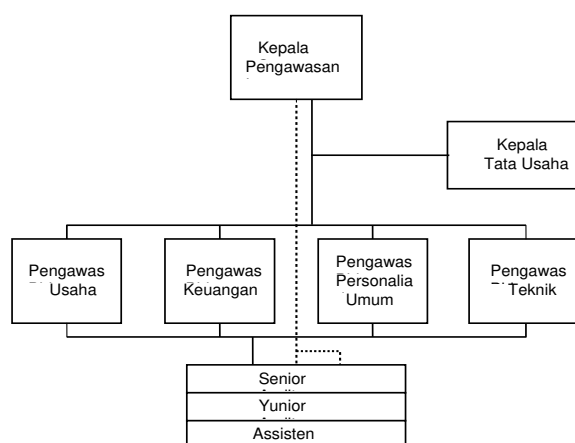 Kepala
Pengawasan
Kepala
Tata Usaha
Pengawas
Usaha
Pengawas
Keuangan
Pengawas
Personalia
Umum
Pengawas
Teknik
Senior
Yunior
Assisten